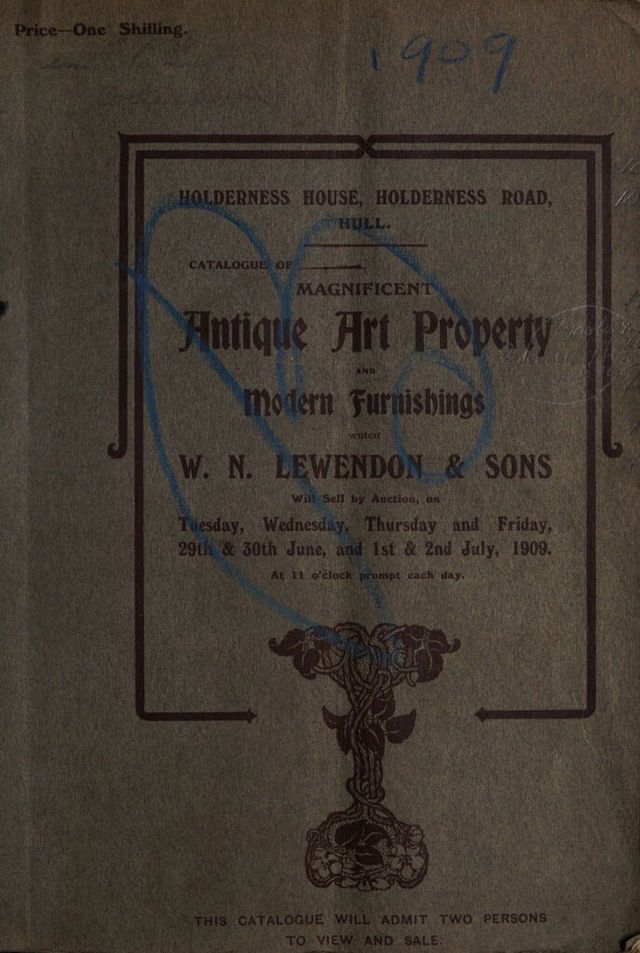 Price—One Shilling.
1909
HOLDERNESS HOUSE, HOLDERNESS ROAD,
HULL.
CATALOGUE OF
MAGNIFICENT
Antique Art Property
AND
Modern Furnishings
which
W. N. LEWENDON & SONS
Will Sell by Auction, on
Tuesday, Wednesday, Thursday and Friday,
29th & 30th June, and 1st & 2nd July, 1909.
At 11 o'clock prompt each day.
THIS CATALOGUE WILL ADMIT TWO PERSONS
TO VIEW AND SALE.